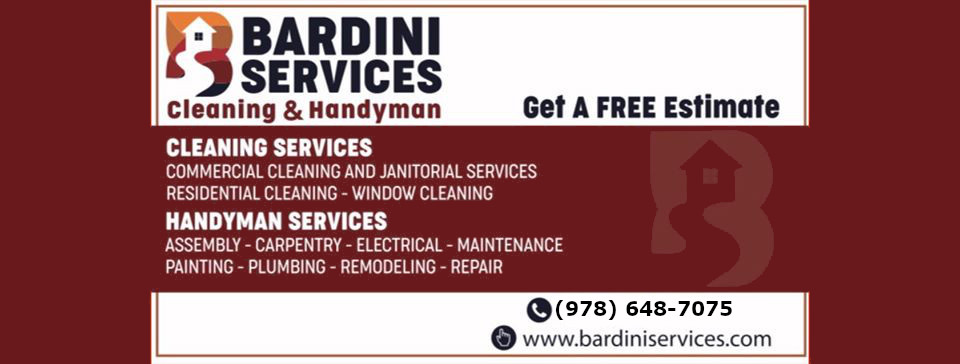 BARDINI
SERVICES
Cleaning & Handyman
Get A FREE Estimate
CLEANING SERVICES
COMMERCIAL CLEANING AND JANITORIAL SERVICES
RESIDENTIAL CLEANING - WINDOW CLEANING
HANDYMAN SERVICES
ASSEMBLY - CARPENTRY - ELECTRICAL - MAINTENANCE
PAINTING - PLUMBING - REMODELING - REPAIR
(978) 648-7075
www.bardiniservices.com